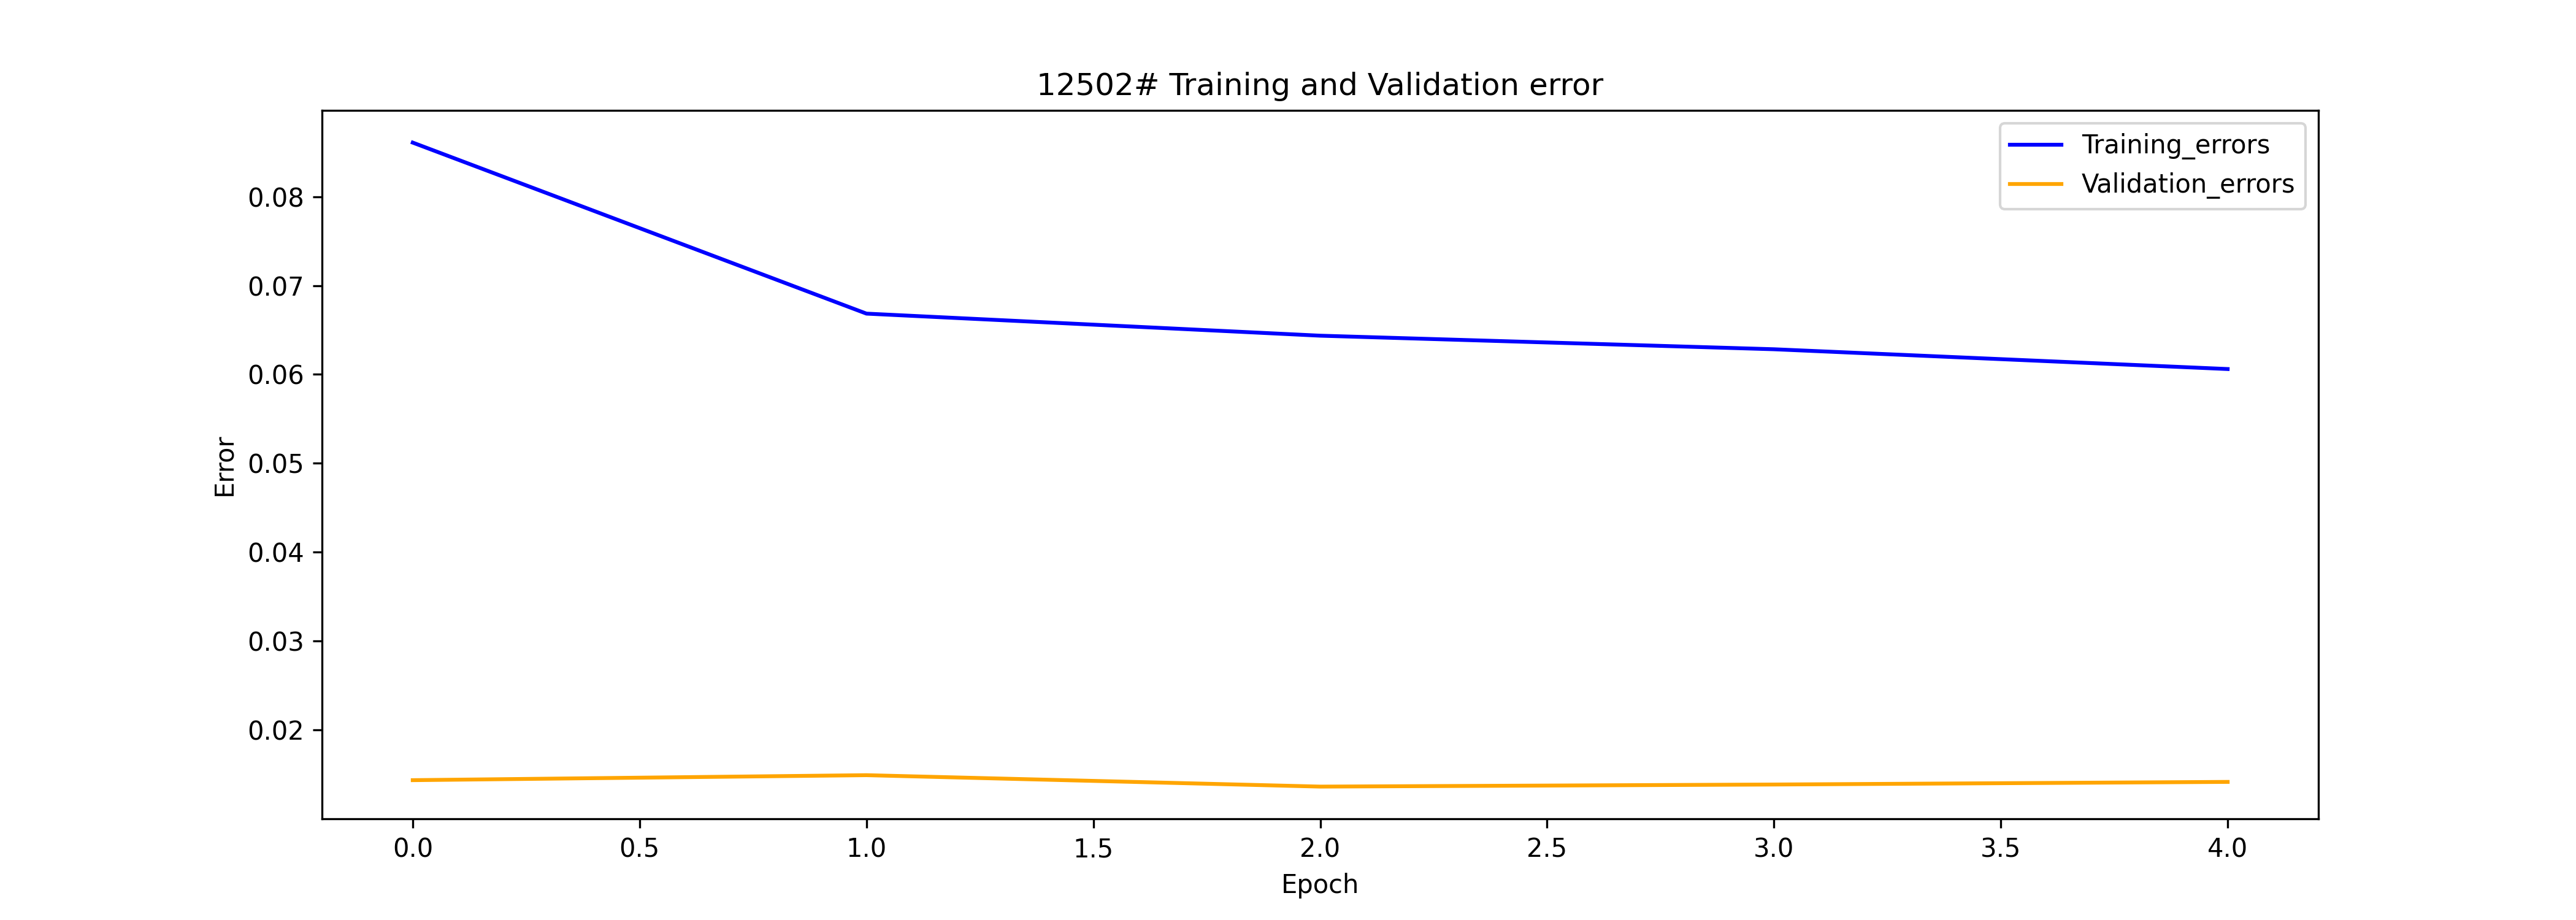 12502# Training and Validation error
Training_errors
Validation_errors
0.08
0.07
0.06
0.05
0.04
0.03
0.02
Error
0.0 0.5 1.0 1.5 2.0 2.5 3.0 3.5 4.0
Epoch